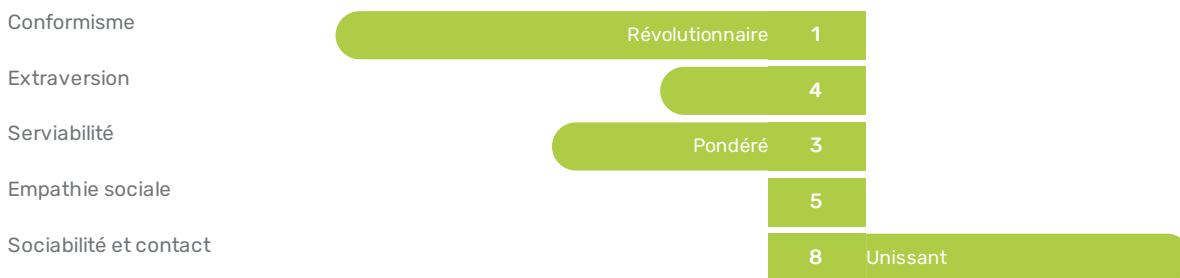 Conformisme Révolutionnaire 1
Extraversion 4
Serviabilité Pondéré 3
Empathie sociale 5
Sociabilité et contact 8 Unissant